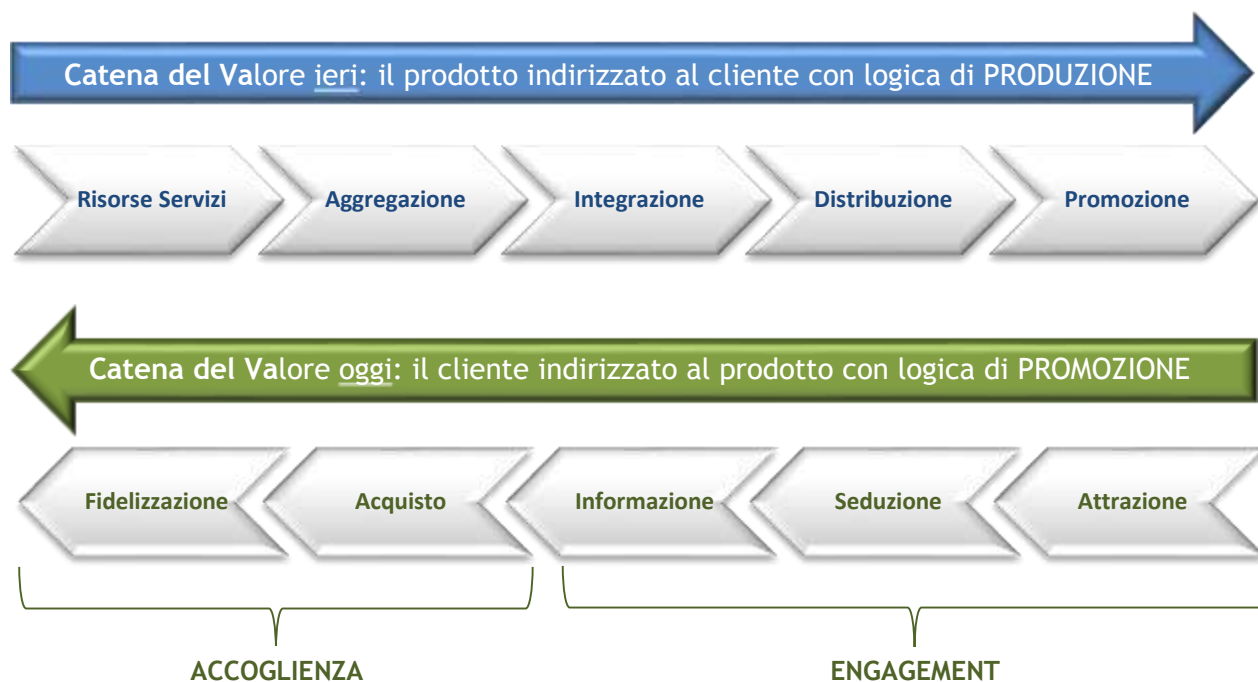 Catena del Valore ieri: il prodotto indirizzato al cliente con logica di PRODUZIONE
Risorse Servizi
Aggregazione
Integrazione
Distribuzione
Promozione
Catena del Valore oggi: il cliente indirizzato al prodotto con logica di PROMOZIONE
Fidelizzazione
Acquisto
Informazione
Seduzione
Attrazione
ACCOGLIENZA
ENGAGEMENT